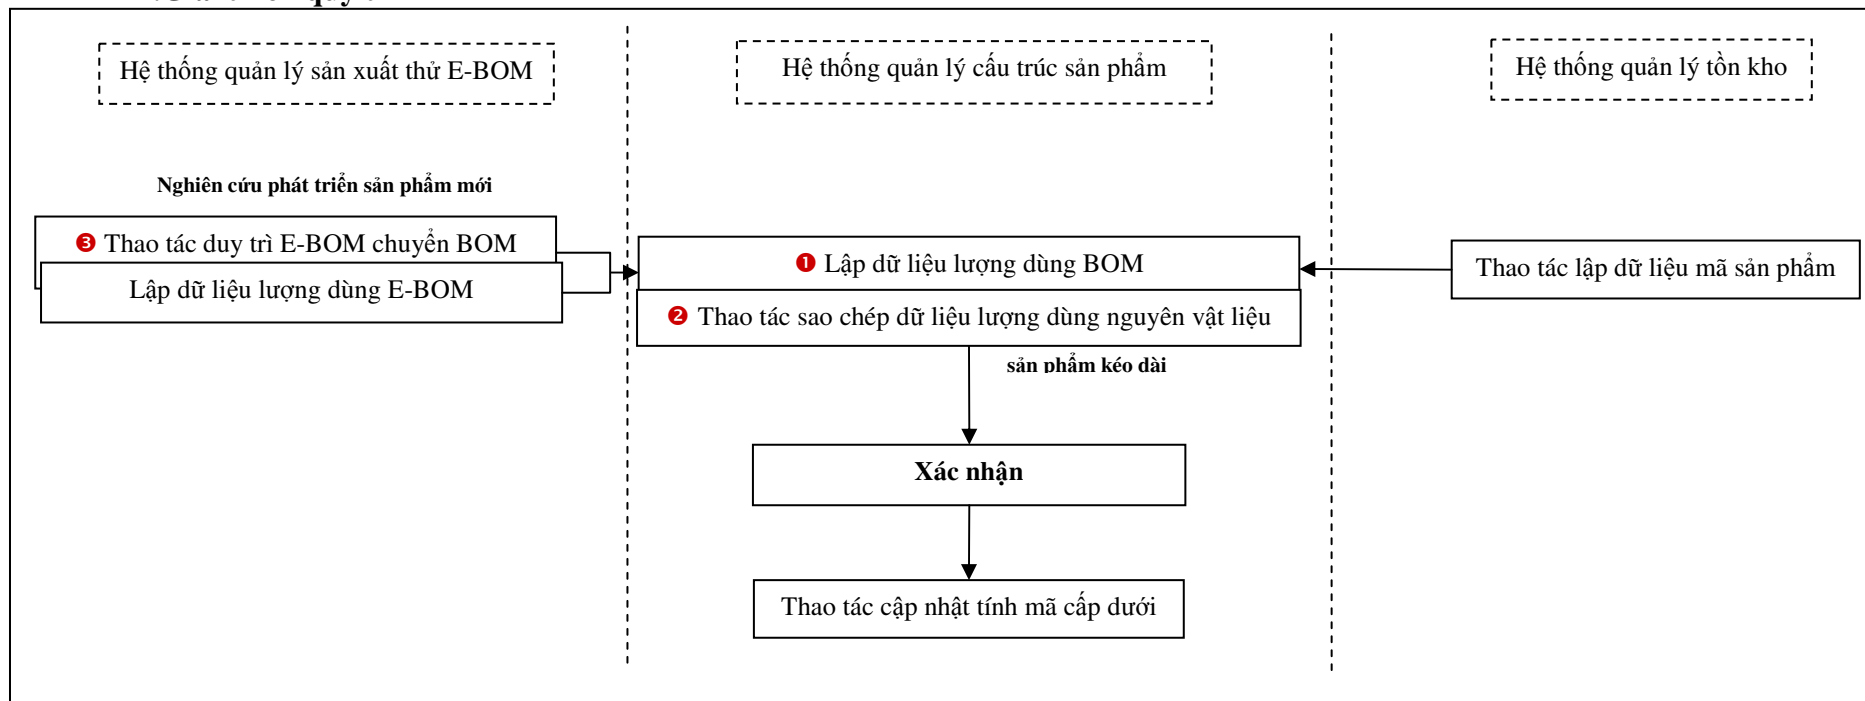 Hệ thống quản lý sản xuất thử E-BOM
Hệ thống quản lý cấu trúc sản phẩm
Hệ thống quản lý tồn kho
Nghiên cứu phát triển sản phẩm mới
❸ Thao tác duy trì E-BOM chuyển BOM
Lập dữ liệu lượng dùng E-BOM
❶ Lập dữ liệu lượng dùng BOM
❷ Thao tác sao chép dữ liệu lượng dùng nguyên vật liệu
Thao tác lập dữ liệu mã sản phẩm
sản phẩm kéo dài
Xác nhận
Thao tác cập nhật tính mã cấp dưới